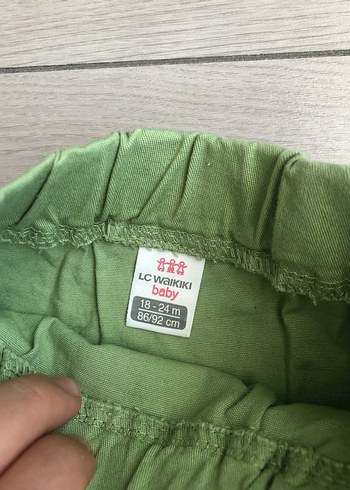 LC WAIKIKI
baby
18 - 24 m
86/92 cm